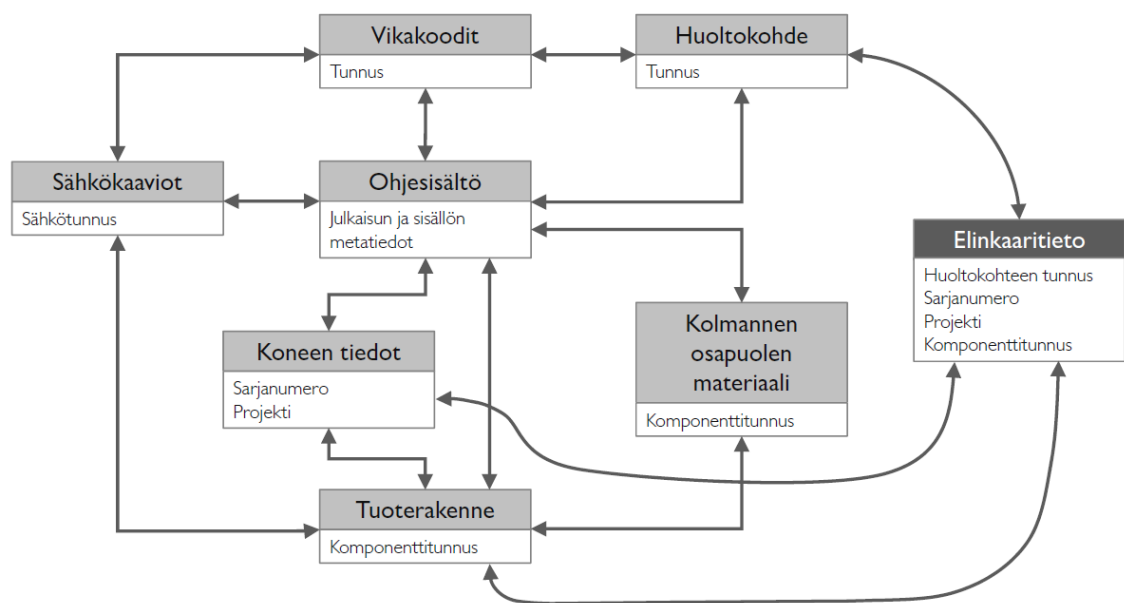 Vikakoodit
Tunnus
Huoltokohde
Tunnus
Sähkökaaviot
Sähkötunnus
Ohjesisältö
Julkaisun ja sisällön
metatiedot
Elinkaaritieto
Huoltokohteen tunnus
Sarjanumero
Projekti
Komponenttitunnus
Koneen tiedot
Sarjanumero
Projekti
Kolmannen
osapuolen
materiaali
Komponenttitunnus
Tuoterakenne
Komponenttitunnus